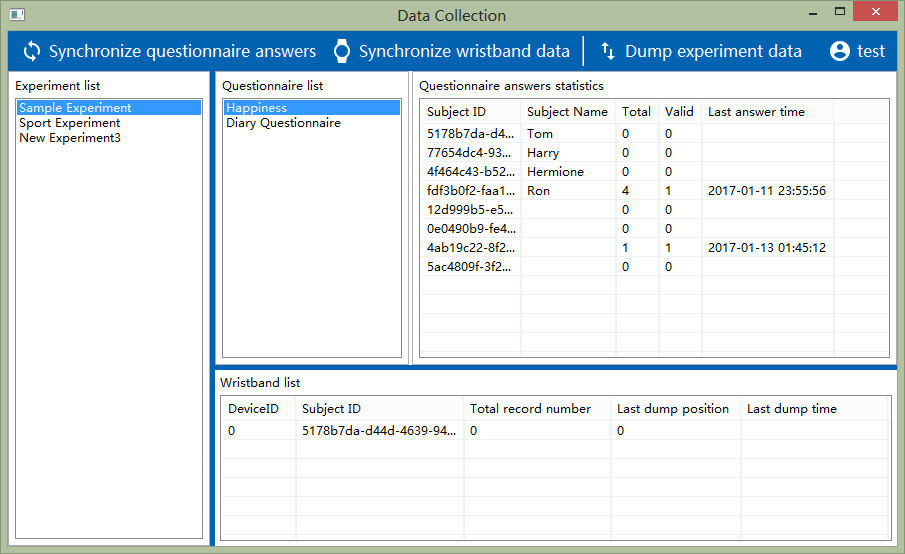 Data Collection
Synchronize questionnaire answers Synchronize wristband data Dump experiment data test
Experiment list
Sample Experiment
Sport Experiment
New Experiment3
Questionnaire list
Happiness
Diary Questionnaire
Questionnaire answers statistics
Subject ID Subject Name Total Valid Last answer time
5178b7da-d4... Tom 0 0
77654dc4-93... Harry 0 0
4f464c43-b52... Hermione 0 0
fdf3b0f2-faa1... Ron 4 1 2017-01-11 23:55:56
12d999b5-e5... 0 0
0e0490b9-fe4... 0 0
4ab19c22-8f2... 1 1 2017-01-13 01:45:12
5ac4809f-3f2... 0 0
Wristband list
DeviceID Subject ID Total record number Last dump position Last dump time
0 5178b7da-d44d-4639-94... 0 0